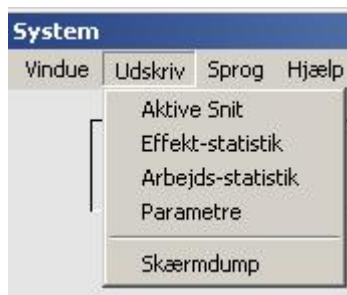 System
Vindue Udskriv Sprog Hjælp
Aktive Snit
Effekt-statistik
Arbejds-statistik
Parametre
Skærmdump